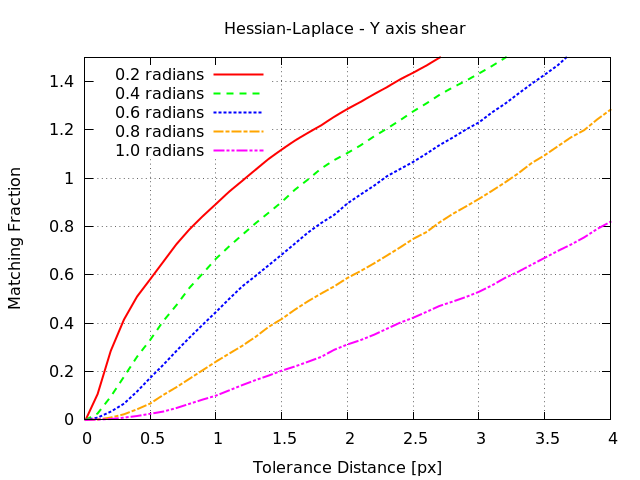 Hessian-Laplace - Y axis shear
Matching Fraction
1.4
1.2
1
0.8
0.6
0.4
0.2
0
0.2 radians
0.4 radians
0.6 radians
0.8 radians
1.0 radians
0 0.5 1 1.5 2 2.5 3 3.5 4
Tolerance Distance [px]